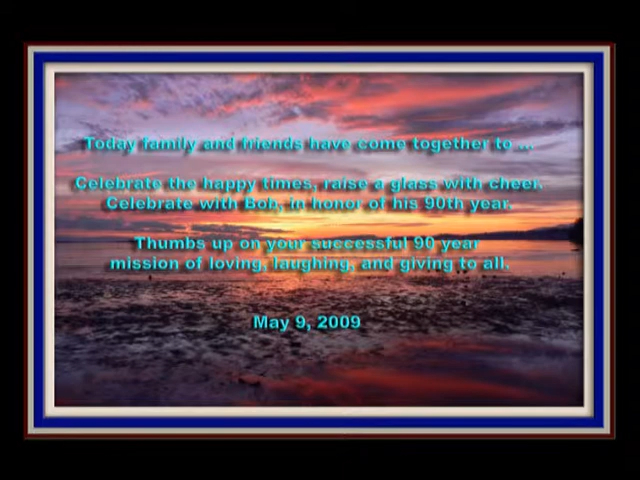 Today family and friends have come together to ...
Celebrate the happy times, raise a glass with cheer.
Celebrate with Bob, in honor of his 90th year.
Thumbs up on your successful 90 year
mission of loving, laughing, and giving to all.
May 9, 2009